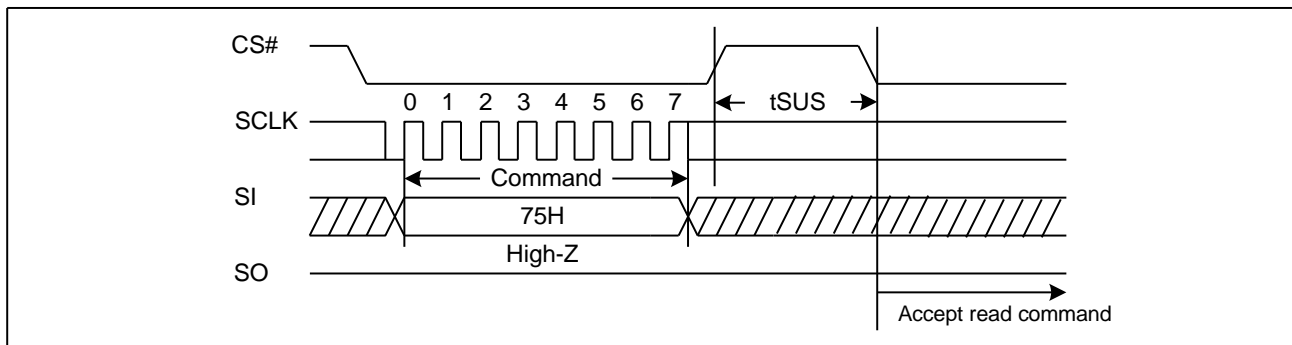 CS#
0 1 2 3 4 5 6 7
tSUS
SCLK
Command
SI
75H
High-Z
SO
Accept read command